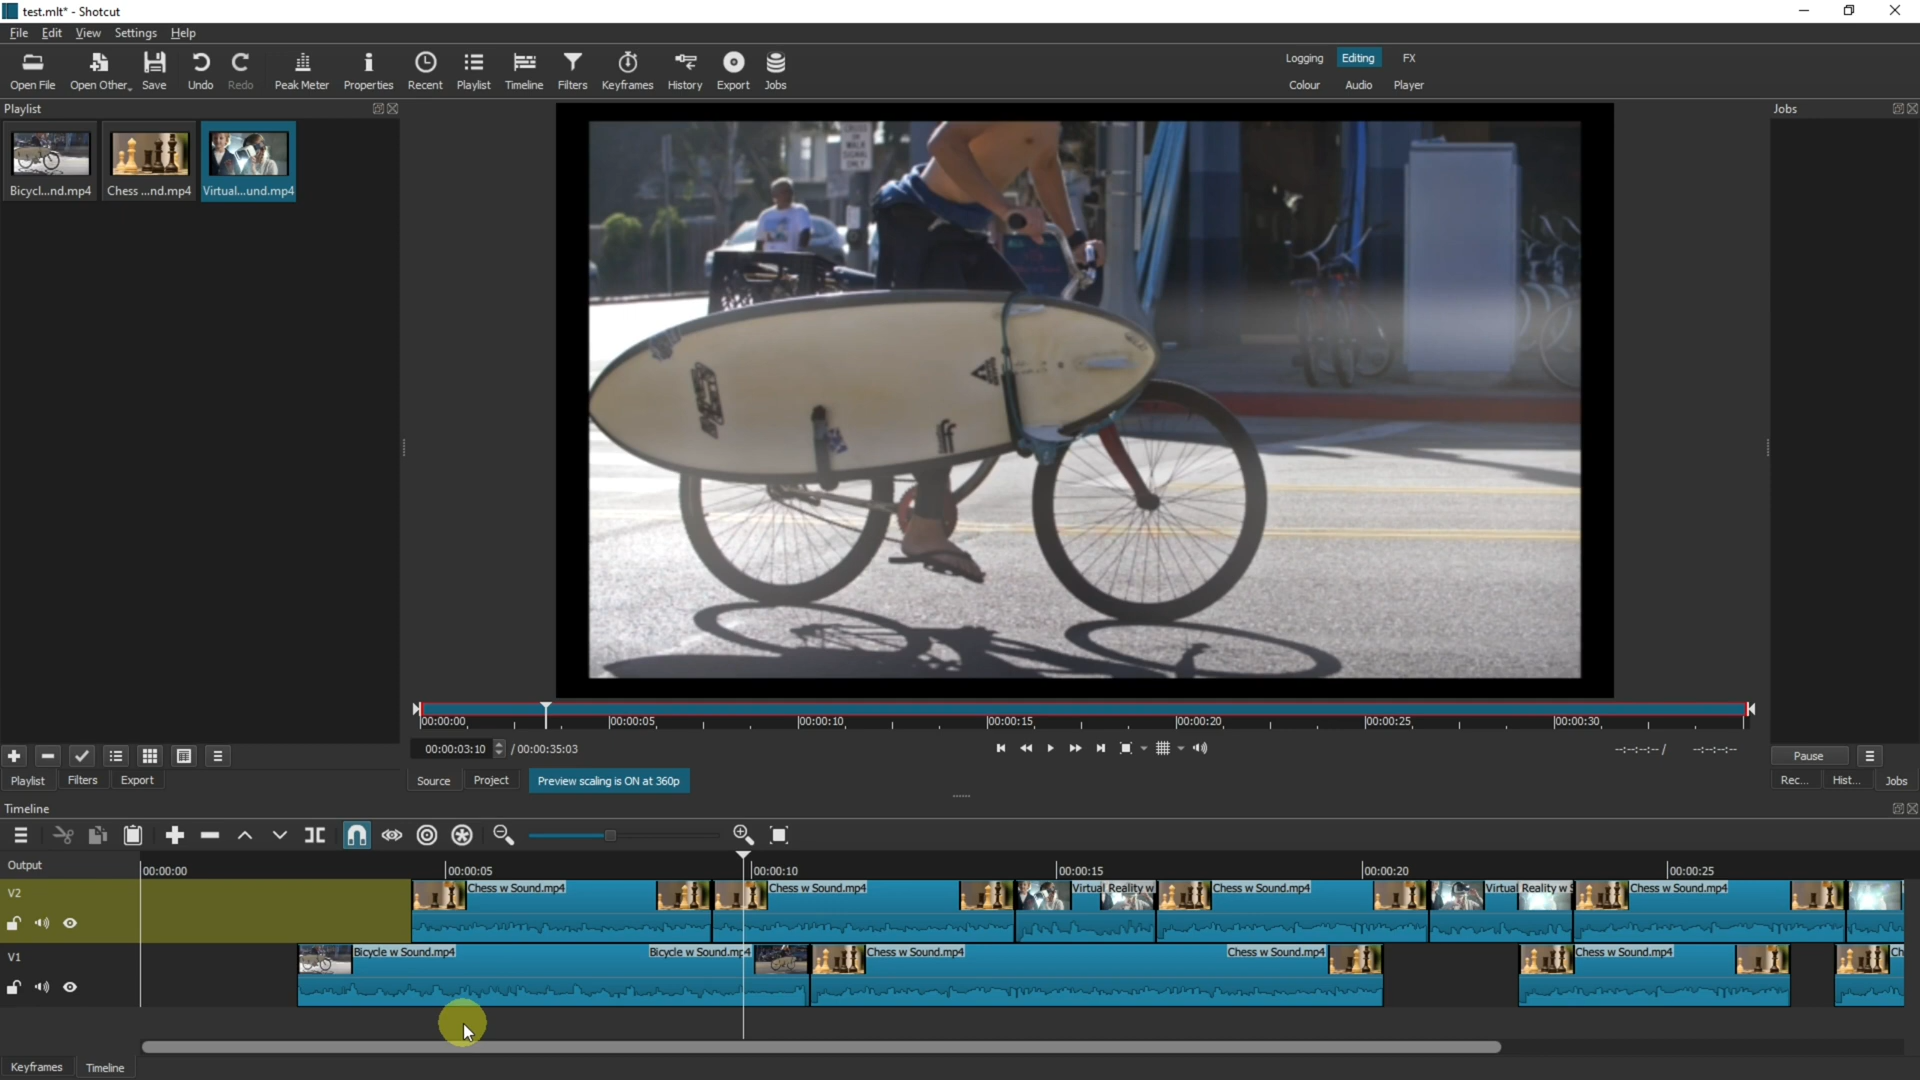 test.mlt* - Shotcut
File Edit View Settings Help
Open File Open Other Save Undo Redo Peak Meter Properties Recent Playlist Timeline Filters Keyframes History Export Jobs
Logging Editing FX
Colour Audio Player
Playlist
Jobs
Bicycl...nd.mp4 Chess ...nd.mp4 Virtual...und.mp4
WALK
SIGNALS
ONLY
00:00:00 00:00:05 00:00:10 00:00:15 00:00:20 00:00:25 00:00:30
00:00:03:10 / 00:00:35:03
--:--:--:-- / --:--:--:--
Pause
Playlist Filters Export
Source Project Preview scaling is ON at 360p
Rec... Hist... Jobs
Timeline
Output
00:00:00 00:00:05 00:00:10 00:00:15 00:00:20 00:00:25
V2
Chess w Sound.mp4 Chess w Sound.mp4 Virtual Reality w Chess w Sound.mp4 Virtual Reality w S Chess w Sound.mp4
V1
Bicycle w Sound.mp4 Bicycle w Sound.mp4 Chess w Sound.mp4 Chess w Sound.mp4 Chess w Sound.mp4 Ch
Keyframes Timeline